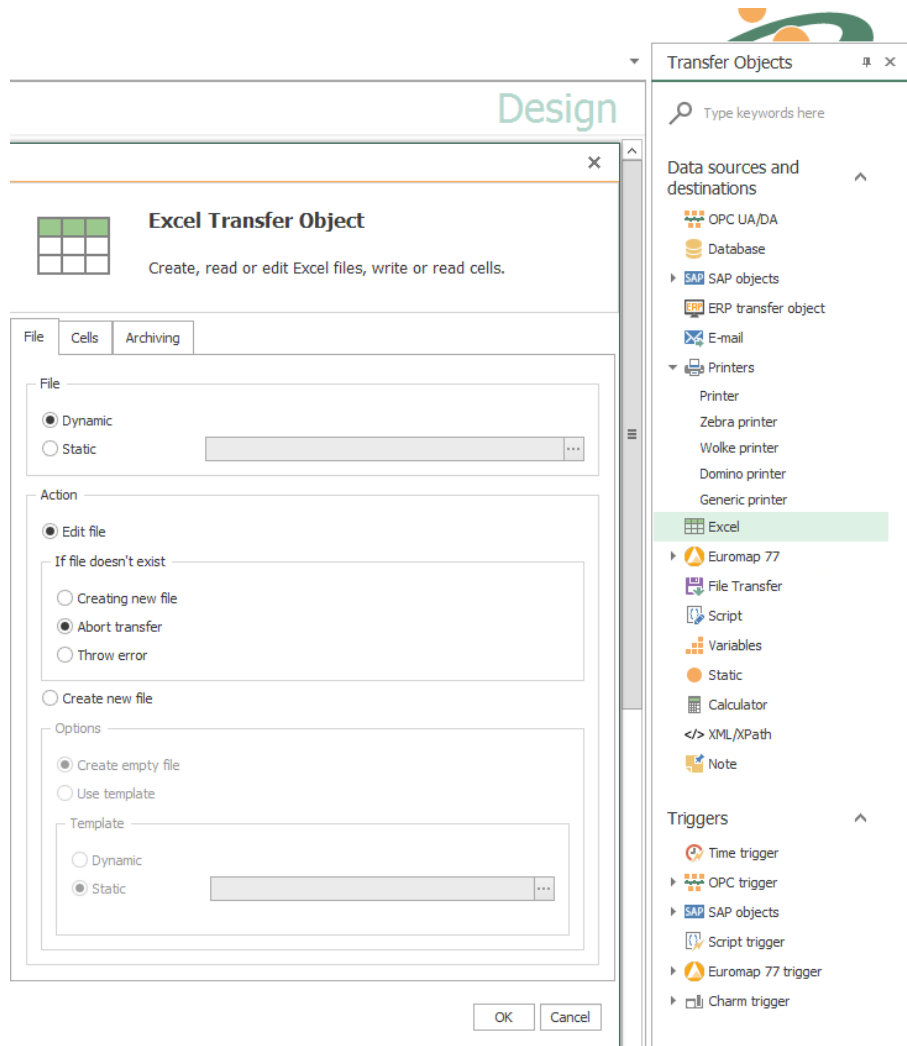 Design
Excel Transfer Object
Create, read or edit Excel files, write or read cells.
File
Cells
Archiving
File
Dynamic
Static
...
Action
Edit file
If file doesn't exist
Creating new file
Abort transfer
Throw error
Create new file
Options
Create empty file
Use template
Template
Dynamic
Static
...
OK
Cancel
Transfer Objects
Type keywords here
Data sources and
destinations
OPC UA/DA
Database
SAP SAP objects
ERP ERP transfer object
E-mail
Printers
Printer
Zebra printer
Wolke printer
Domino printer
Generic printer
Excel
Euromap 77
File Transfer
Script
Variables
Static
Calculator
</> XML/XPath
Note
Triggers
Time trigger
OPC trigger
SAP SAP objects
Script trigger
Euromap 77 trigger
Charm trigger